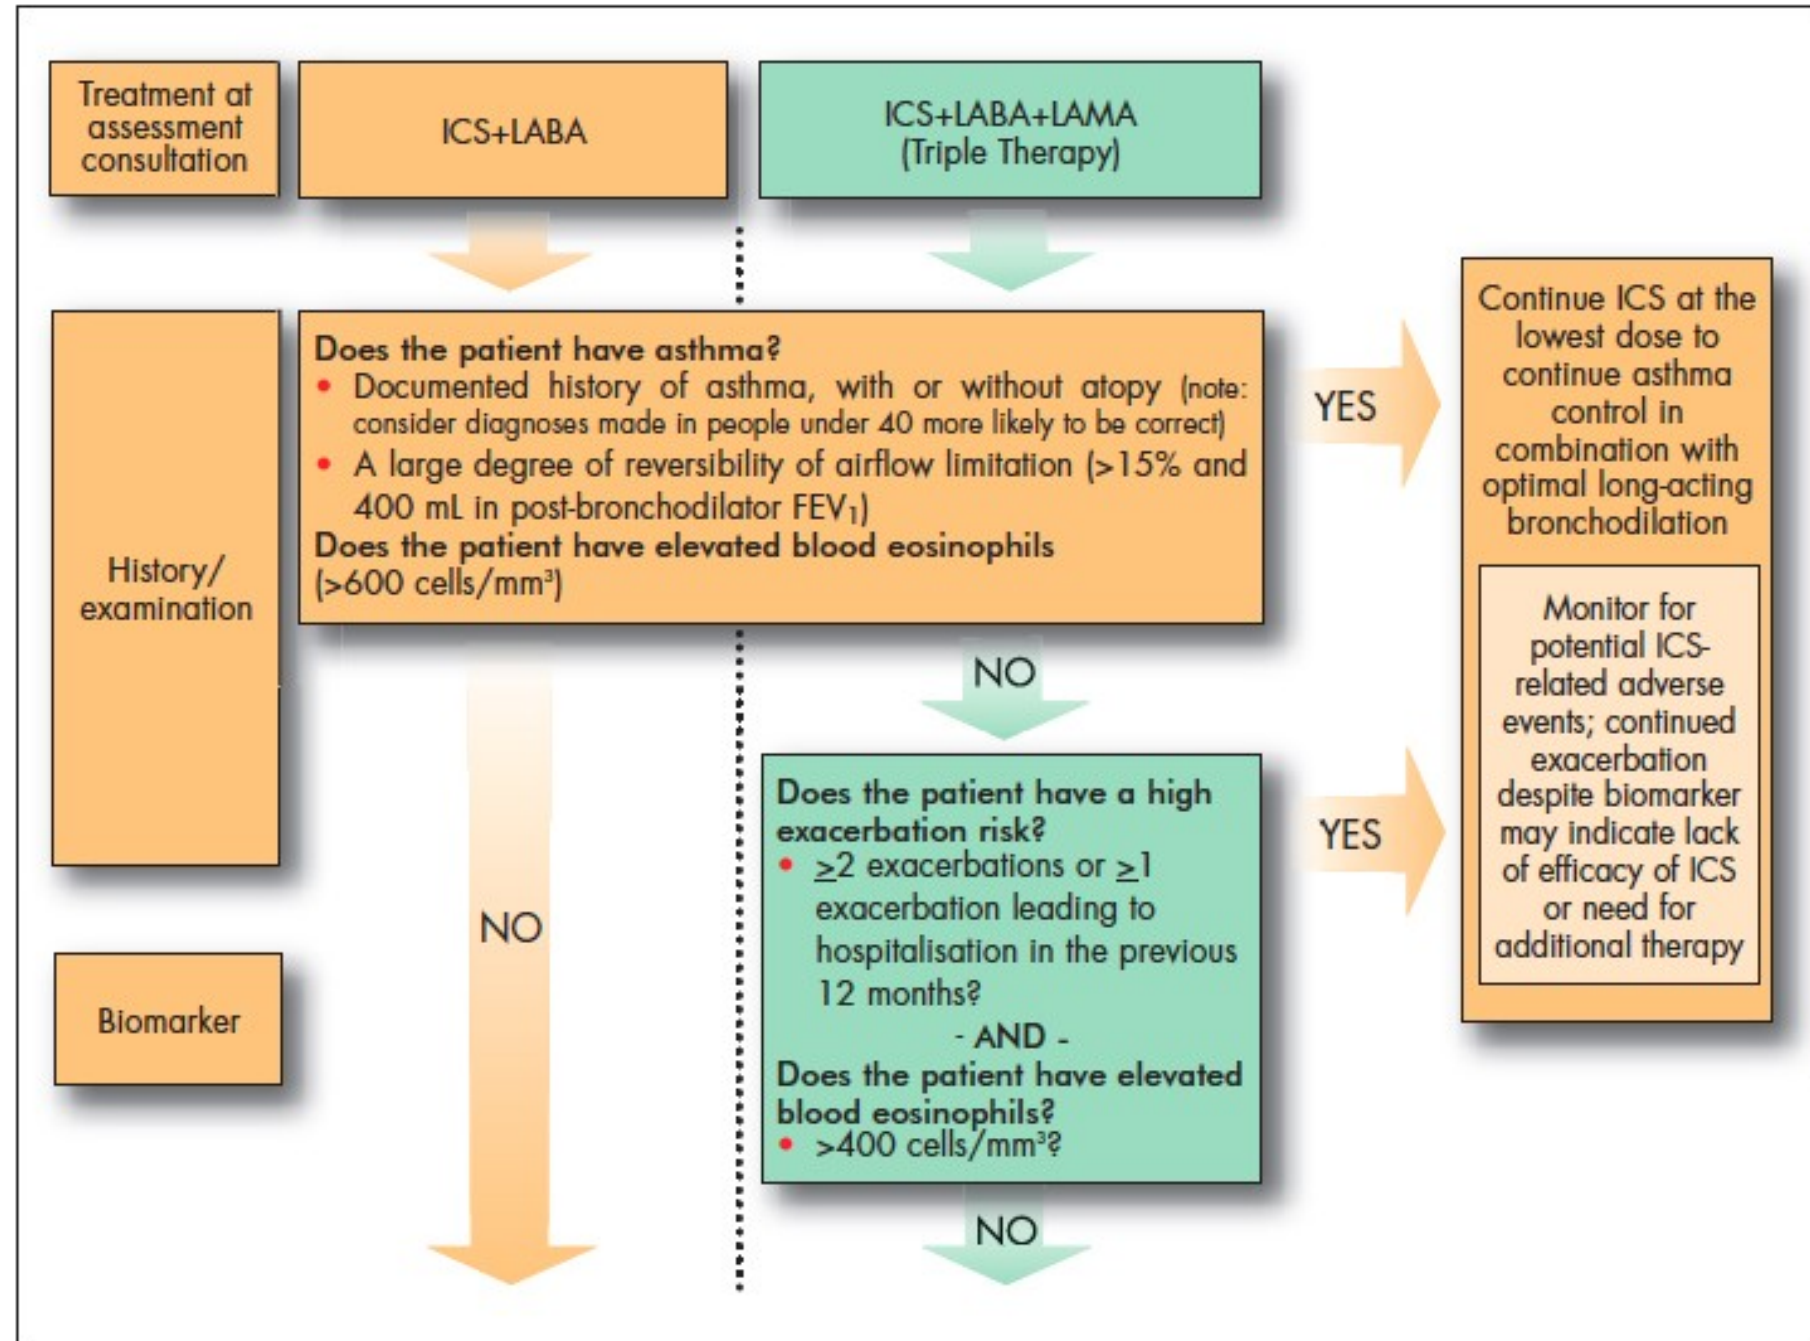 Treatment at
assessment
consultation
ICS+LABA
ICS+LABA+LAMA
(Triple Therapy)
History/
examination
Does the patient have asthma?
• Documented history of asthma, with or without atopy (note:
consider diagnoses made in people under 40 more likely to be correct)
• A large degree of reversibility of airflow limitation (>15% and
400 mL in post-bronchodilator FEV₁)
Does the patient have elevated blood eosinophils
(>600 cells/mm³)
YES
Continue ICS at the
lowest dose to
continue asthma
control in
combination with
optimal long-acting
bronchodilation
Monitor for
potential ICS-
related adverse
events; continued
exacerbation
despite biomarker
may indicate lack
of efficacy of ICS
or need for
additional therapy
NO
NO
Does the patient have a high
exacerbation risk?
• ≥2 exacerbations or ≥1
exacerbation leading to
hospitalisation in the previous
12 months?
- AND -
Does the patient have elevated
blood eosinophils?
• >400 cells/mm³?
YES
Biomarker
NO